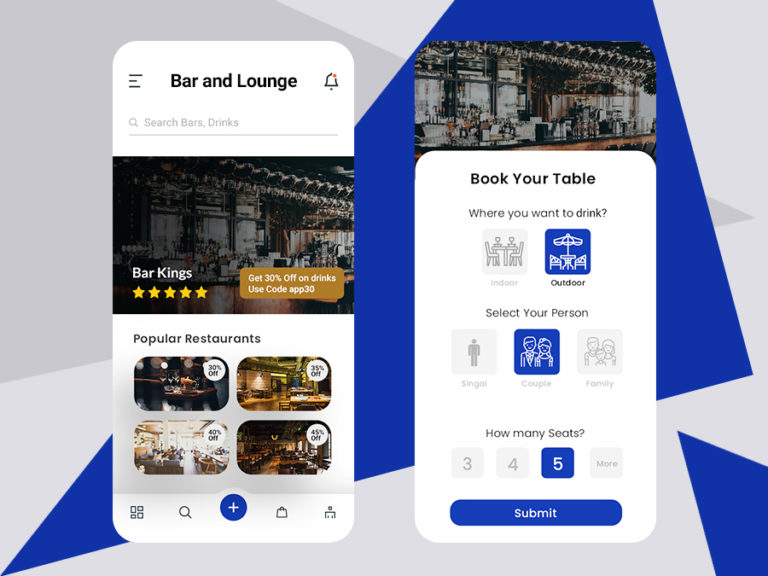 Bar and Lounge
Search Bars, Drinks
Bar Kings
Get 30% Off on drinks
Use Code app30
Popular Restaurants
30%
Off
35%
Off
40%
Off
45%
Off
Book Your Table
Where you want to drink?
Indoor
Outdoor
Select Your Person
Singal
Couple
Family
How many Seats?
3
4
5
More
Submit